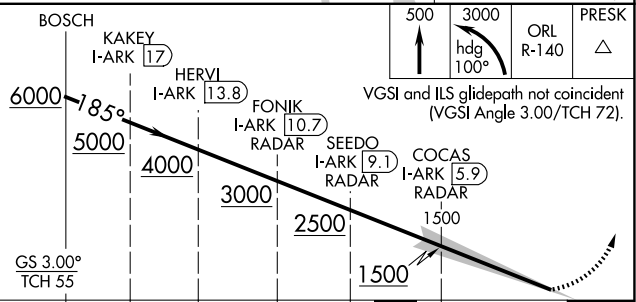 BOSCH
KAKEY
I-ARK 17
HERVI
I-ARK 13.8
FONIK
I-ARK 10.7
RADAR
SEEDO
I-ARK 9.1
RADAR
COCAS
I-ARK 5.9
RADAR
1500
500
3000
hdg
100°
ORL
R-140
PRESK
VGSI and ILS glidepath not coincident
(VGSI Angle 3.00/TCH 72).
6000
185°
5000
4000
3000
2500
1500
GS 3.00°
TCH 55